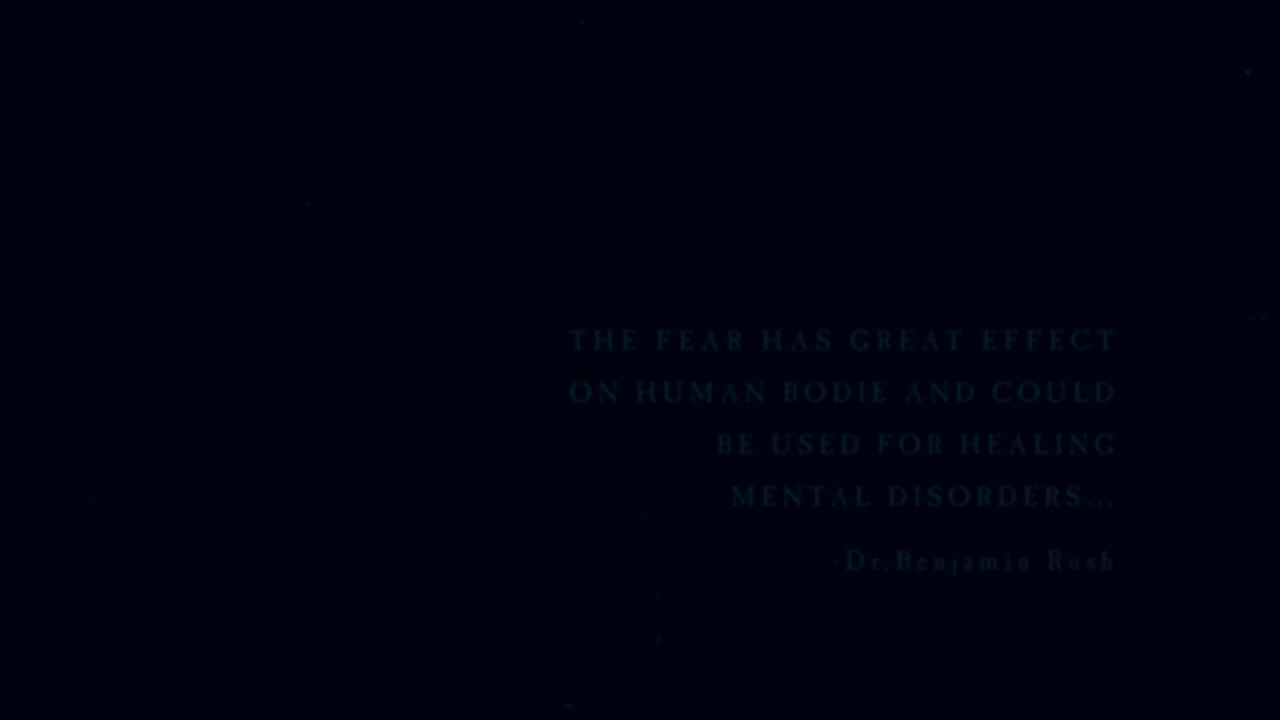 THE FEAR HAS GREAT EFFECT
ON HUMAN BODIE AND COULD
BE USED FOR HEALING
MENTAL DISORDERS...
-Dr.Benjamin Rush